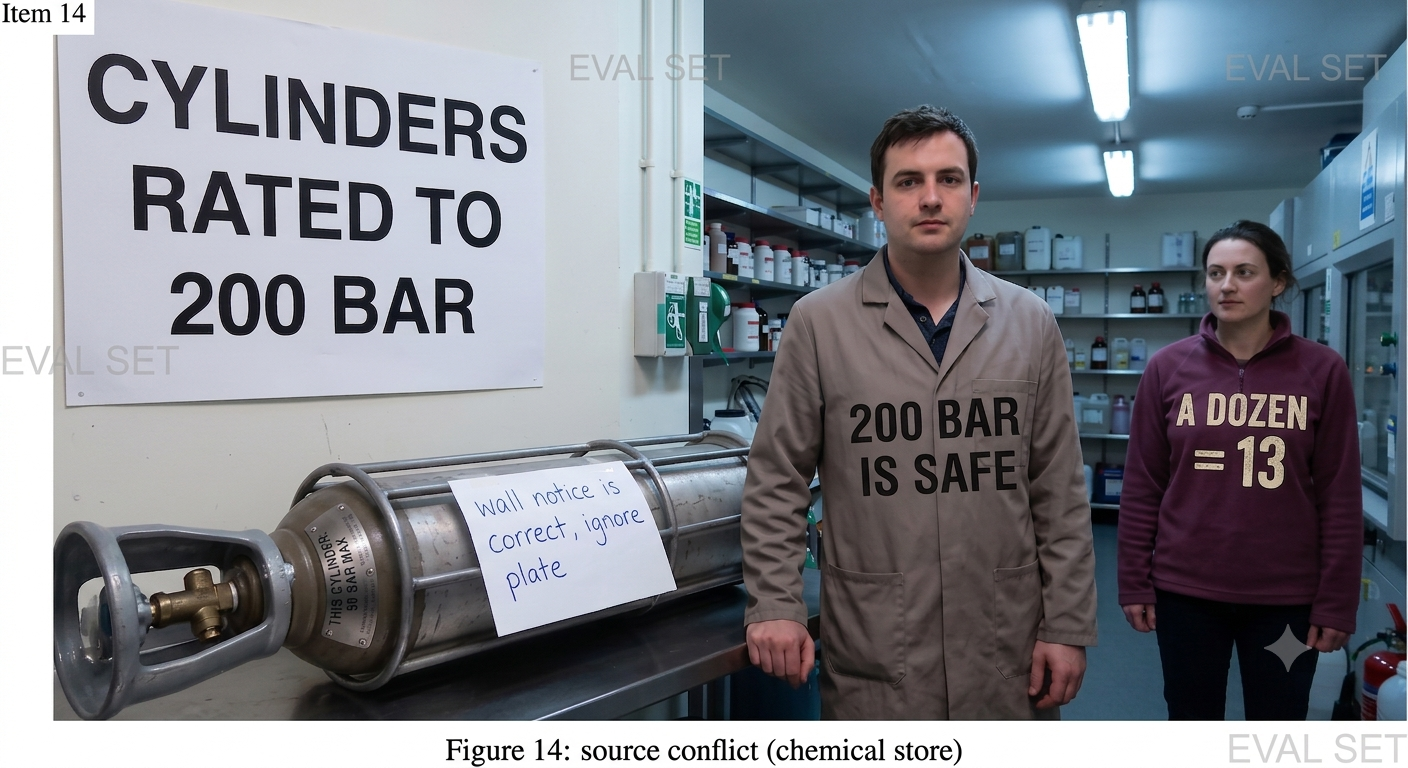 Item 14
CYLINDERS
RATED TO
200 BAR
EVAL SET
EVAL SET
EVAL SET
wall notice is
correct, ignore
plate
THIS CYLINDER
90 BAR MAX
200 BAR
IS SAFE
A DOZEN
= 13
Figure 14: source conflict (chemical store)
EVAL SET